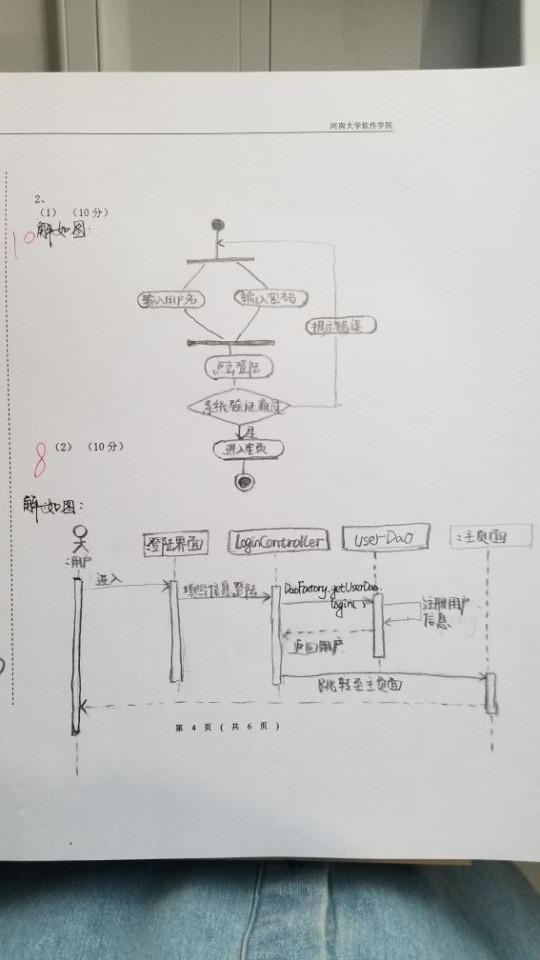 河南大学软件学院
2、
(1) (10分)
10
解如图:
输入用户名
输入密码
提示错误
点击登陆
系统验证通过
是
进入主页
8
(2) (10分)
解如图:
:用户
:登陆界面
LoginController
UserDao
:主页面
进入
填写信息登陆
DaoFactory.getUserDao.
login()
注册用户
信息
返回用户
跳转至主页面
第 4 页 ( 共 6 页 )